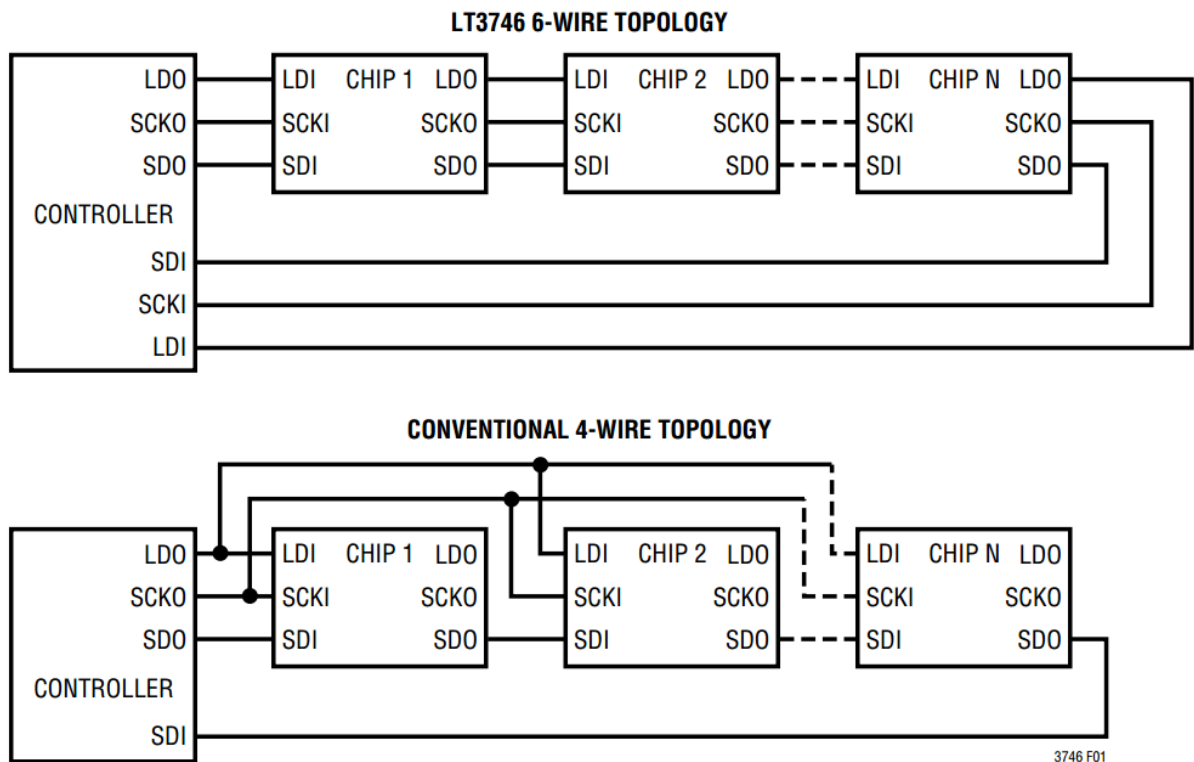 LT3746 6-WIRE TOPOLOGY
LDO LDI CHIP 1 LDO LDI CHIP 2 LDO LDI CHIP N LDO
SCKO SCKI SCKO SCKI SCKO SCKI SCKO
SDO SDI SDO SDI SDO SDI SDO
CONTROLLER
SDI
SCKI
LDI
CONVENTIONAL 4-WIRE TOPOLOGY
LDO LDI CHIP 1 LDO LDI CHIP 2 LDO LDI CHIP N LDO
SCKO SCKI SCKO SCKI SCKO SCKI SCKO
SDO SDI SDO SDI SDO SDI SDO
CONTROLLER
SDI
3746 F01